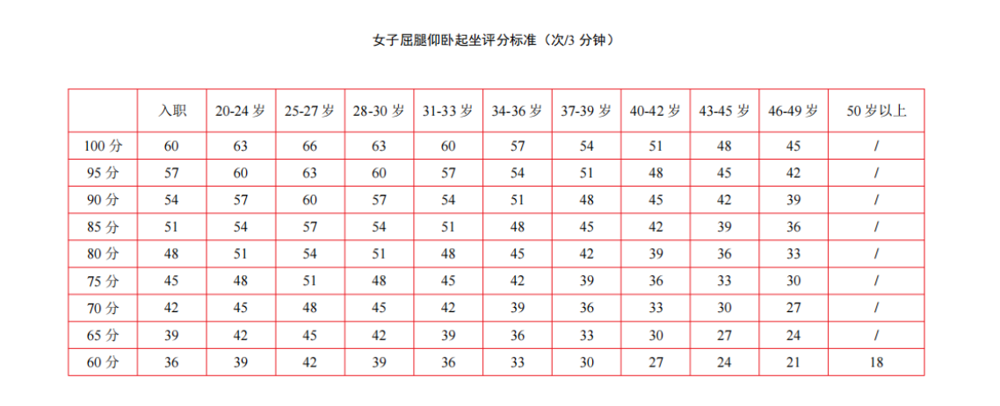 女子屈腿仰卧起坐评分标准（次/3 分钟）
入职 20-24 岁 25-27 岁 28-30 岁 31-33 岁 34-36 岁 37-39 岁 40-42 岁 43-45 岁 46-49 岁 50 岁以上
100 分 60 63 66 63 60 57 54 51 48 45 /
95 分 57 60 63 60 57 54 51 48 45 42 /
90 分 54 57 60 57 54 51 48 45 42 39 /
85 分 51 54 57 54 51 48 45 42 39 36 /
80 分 48 51 54 51 48 45 42 39 36 33 /
75 分 45 48 51 48 45 42 39 36 33 30 /
70 分 42 45 48 45 42 39 36 33 30 27 /
65 分 39 42 45 42 39 36 33 30 27 24 /
60 分 36 39 42 39 36 33 30 27 24 21 18